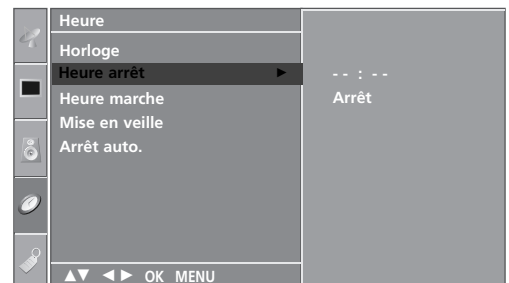 Heure
Horloge
Heure arrêt ►
- - : - -
Heure marche
Arrêt
Mise en veille
Arrêt auto.
▲▼ ◄► OK MENU